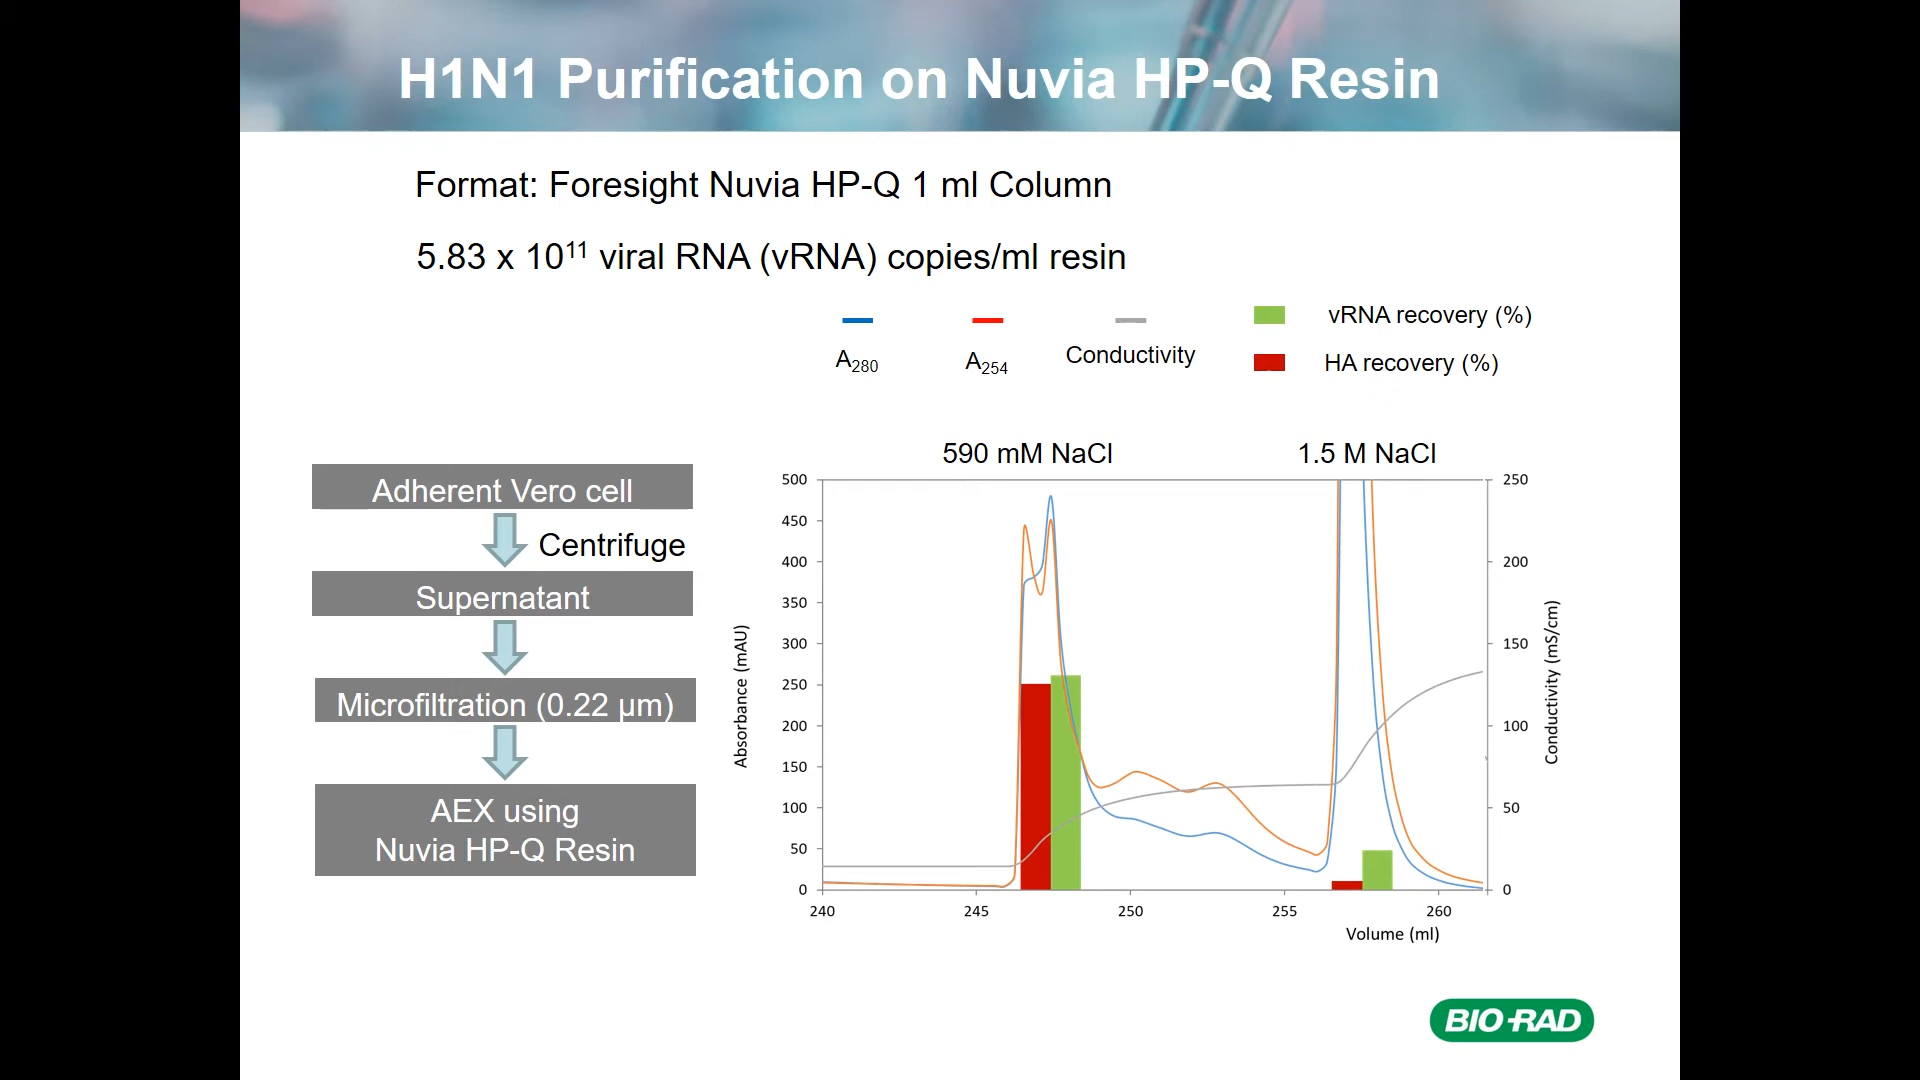 H1N1 Purification on Nuvia HP-Q Resin
Format: Foresight Nuvia HP-Q 1 ml Column
5.83 x 10¹¹ viral RNA (vRNA) copies/ml resin
A₂₈₀
A₂₅₄
Conductivity
vRNA recovery (%)
HA recovery (%)
Adherent Vero cell
Centrifuge
Supernatant
Microfiltration (0.22 µm)
AEX using
Nuvia HP-Q Resin
590 mM NaCl
1.5 M NaCl
Absorbance (mAU)
500
450
400
350
300
250
200
150
100
50
0
240
245
250
255
260
Volume (ml)
250
200
150
100
50
0
Conductivity (mS/cm)
BIO-RAD